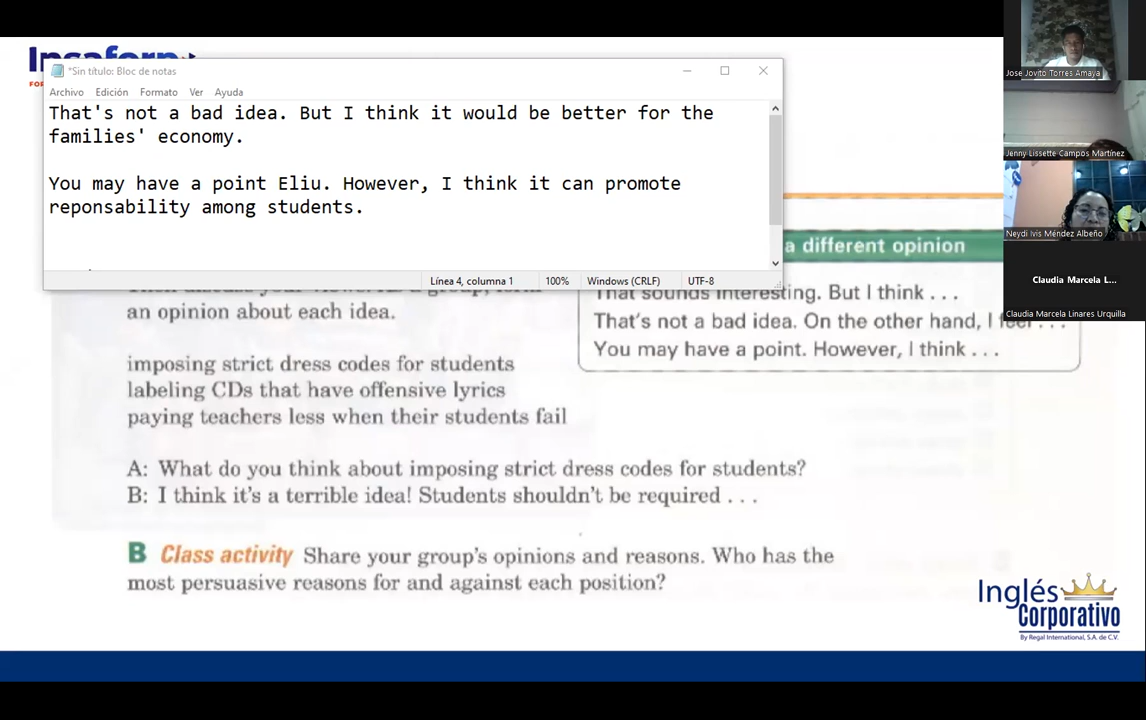 Insaforp
*Sin título: Bloc de notas
Archivo Edición Formato Ver Ayuda
That's not a bad idea. But I think it would be better for the
families' economy.
You may have a point Eliu. However, I think it can promote
reponsability among students.
Línea 4, columna 1 100% Windows (CRLF) UTF-8
a different opinion
That sounds interesting. But I think . . .
That's not a bad idea. On the other hand, I feel . . .
You may have a point. However, I think . . .
an opinion about each idea.
imposing strict dress codes for students
labeling CDs that have offensive lyrics
paying teachers less when their students fail
A: What do you think about imposing strict dress codes for students?
B: I think it's a terrible idea! Students shouldn't be required . . .
B Class activity Share your group's opinions and reasons. Who has the
most persuasive reasons for and against each position?
Inglés
Corporativo
By Regal International, S.A. de C.V.
Jose Jovito Torres Amaya
Jenny Lissette Campos Martínez
Neydi Ivis Méndez Albeño
Claudia Marcela L...
Claudia Marcela Linares Urquilla